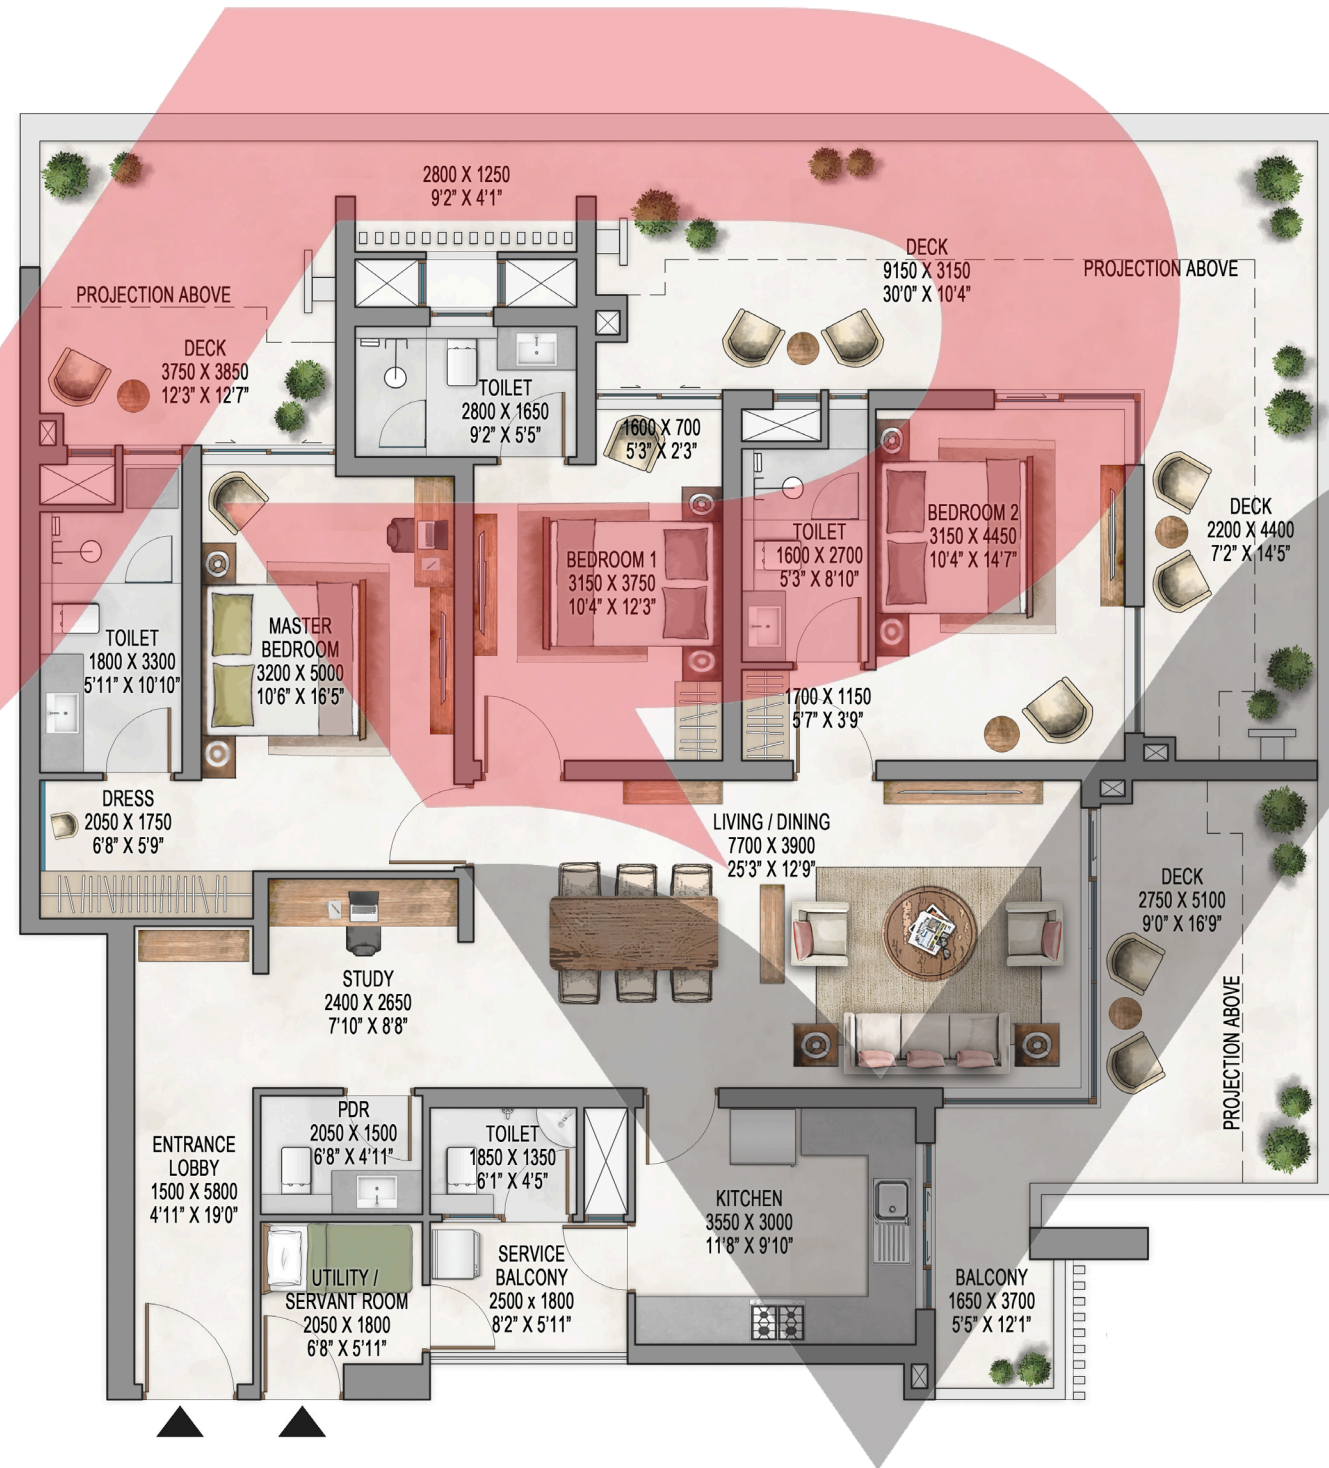 2800 X 1250
9'2" X 4'1"
DECK
9150 X 3150
30'0" X 10'4"
PROJECTION ABOVE
PROJECTION ABOVE
DECK
3750 X 3850
12'3" X 12'7"
TOILET
2800 X 1650
9'2" X 5'5"
1600 X 700
5'3" X 2'3"
BEDROOM 2
3150 X 4450
10'4" X 14'7"
DECK
2200 X 4400
7'2" X 14'5"
TOILET
1600 X 2700
5'3" X 8'10"
BEDROOM 1
3150 X 3750
10'4" X 12'3"
MASTER
BEDROOM
3200 X 5000
10'6" X 16'5"
TOILET
1800 X 3300
5'11" X 10'10"
1700 X 1150
5'7" X 3'9"
DRESS
2050 X 1750
6'8" X 5'9"
LIVING / DINING
7700 X 3900
25'3" X 12'9"
DECK
2750 X 5100
9'0" X 16'9"
STUDY
2400 X 2650
7'10" X 8'8"
PROJECTION ABOVE
PDR
2050 X 1500
6'8" X 4'11"
TOILET
1850 X 1350
6'1" X 4'5"
ENTRANCE
LOBBY
1500 X 5800
4'11" X 19'0"
KITCHEN
3550 X 3000
11'8" X 9'10"
UTILITY /
SERVANT ROOM
2050 X 1800
6'8" X 5'11"
SERVICE
BALCONY
2500 x 1800
8'2" X 5'11"
BALCONY
1650 X 3700
5'5" X 12'1"